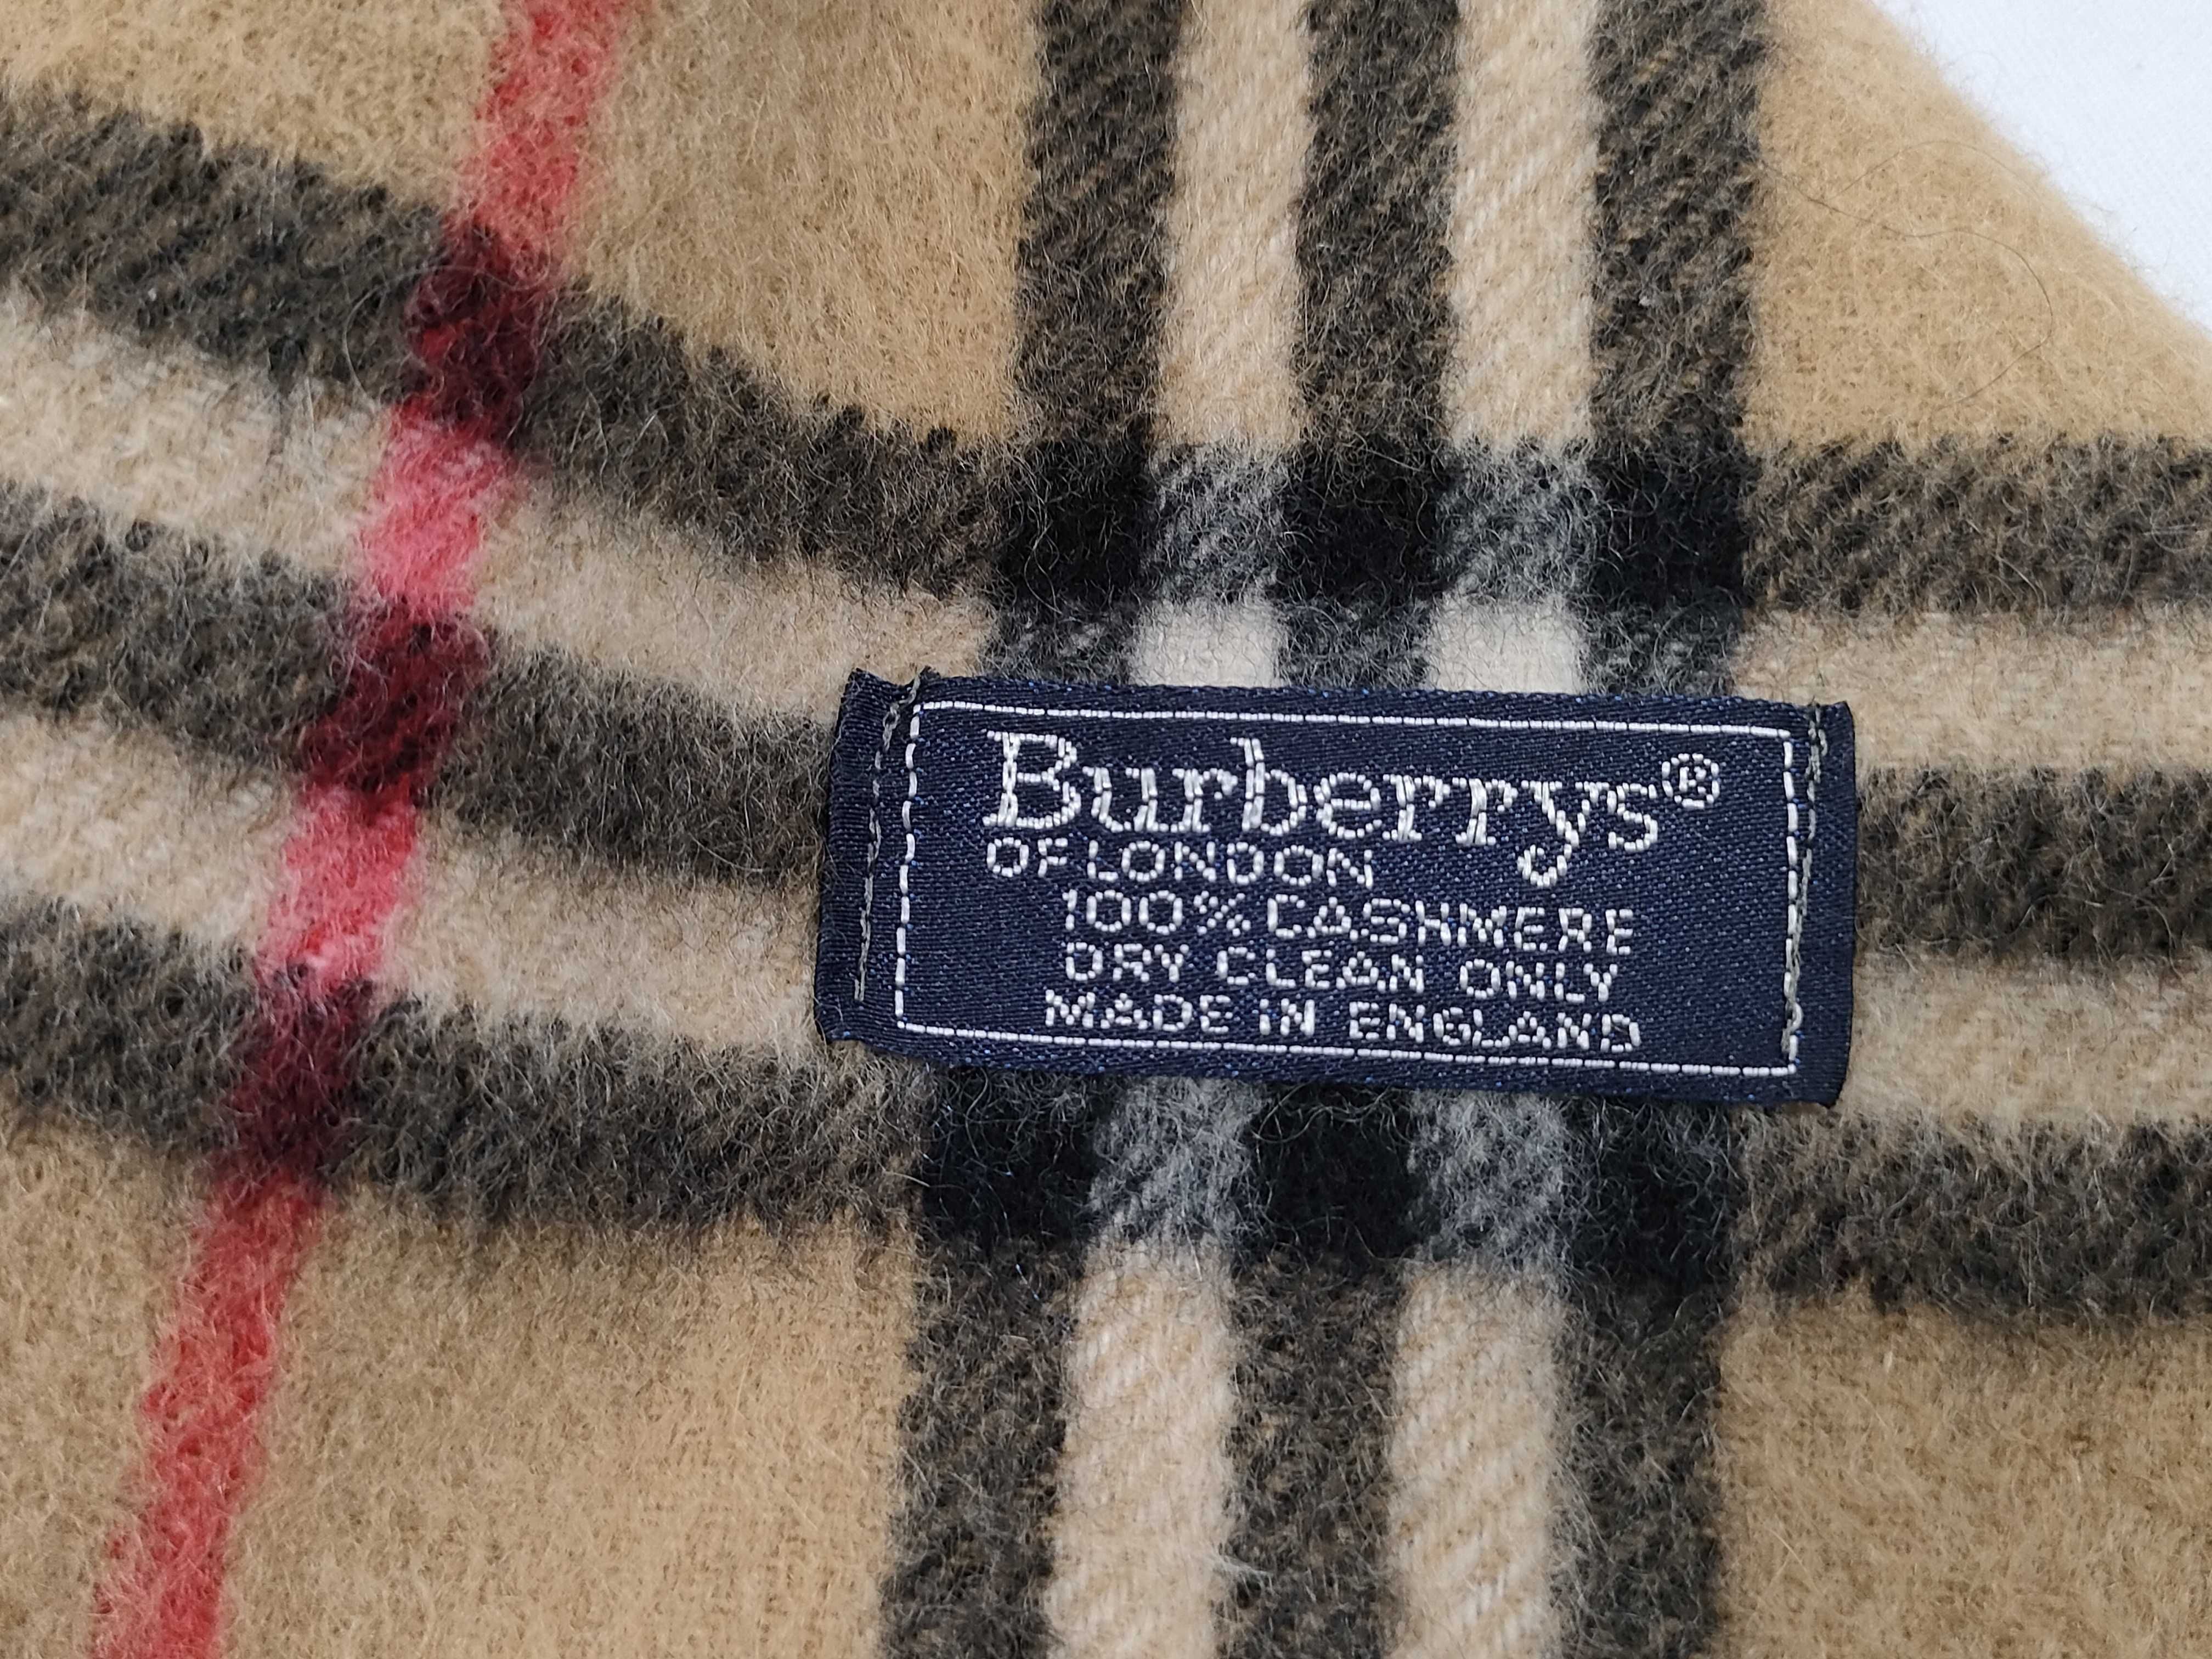 Burberrys®
OF LONDON
100% CASHMERE
DRY CLEAN ONLY
MADE IN ENGLAND